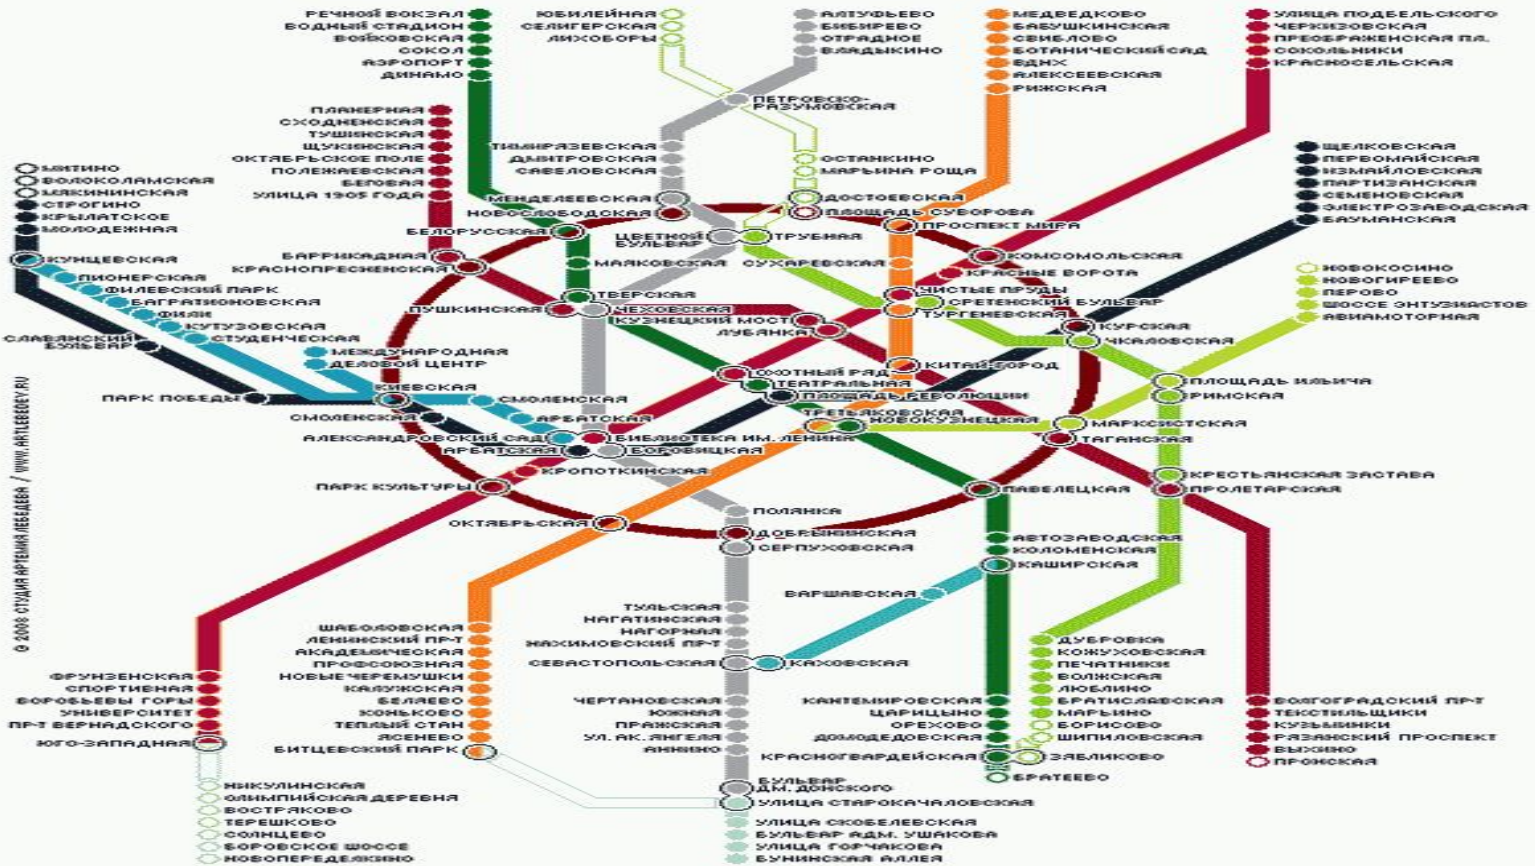 РЕЧНОЙ ВОКЗАЛ
ВОДНЫЙ СТАДИОН
ВОЙКОВСКАЯ
СОКОЛ
АЭРОПОРТ
ДИНАМО
ЮБИЛЕЙНАЯ
СЕЛИГЕРСКАЯ
ЛИХОБОРЫ
АЛТУФЬЕВО
БИБИРЕВО
ОТРАДНОЕ
ВЛАДЫКИНО
МЕДВЕДКОВО
БАБУШКИНСКАЯ
СВИБЛОВО
БОТАНИЧЕСКИЙ САД
ВДНХ
АЛЕКСЕЕВСКАЯ
РИЖСКАЯ
УЛИЦА ПОДБЕЛЬСКОГО
ЧЕРКИЗОВСКАЯ
ПРЕОБРАЖЕНСКАЯ ПЛ.
СОКОЛЬНИКИ
КРАСНОСЕЛЬСКАЯ
ПЛАНЕРНАЯ
СХОДНЕНСКАЯ
ТУШИНСКАЯ
ЩУКИНСКАЯ
ОКТЯБРЬСКОЕ ПОЛЕ
ПОЛЕЖАЕВСКАЯ
БЕГОВАЯ
УЛИЦА 1905 ГОДА
ПЕТРОВСКО-
РАЗУМОВСКАЯ
ТИМИРЯЗЕВСКАЯ
ДМИТРОВСКАЯ
САВЕЛОВСКАЯ
МЕНДЕЛЕЕВСКАЯ
НОВОСЛОБОДСКАЯ
ОСТАНКИНО
МАРЬИНА РОЩА
ДОСТОЕВСКАЯ
ПЛОЩАДЬ СУВОРОВА
ЩЕЛКОВСКАЯ
ПЕРВОМАЙСКАЯ
ИЗМАЙЛОВСКАЯ
ПАРТИЗАНСКАЯ
СЕМЕНОВСКАЯ
ЭЛЕКТРОЗАВОДСКАЯ
БАУМАНСКАЯ
МИТИНО
ВОЛОКОЛАМСКАЯ
МЯКИНИНСКАЯ
СТРОГИНО
КРЫЛАТСКОЕ
МОЛОДЕЖНАЯ
КУНЦЕВСКАЯ
ПИОНЕРСКАЯ
ФИЛЕВСКИЙ ПАРК
БАГРАТИОНОВСКАЯ
ФИЛИ
КУТУЗОВСКАЯ
СТУДЕНЧЕСКАЯ
СЛАВЯНСКИЙ
БУЛЬВАР
МЕЖДУНАРОДНАЯ
ДЕЛОВОЙ ЦЕНТР
БЕЛОРУССКАЯ
БАРРИКАДНАЯ
КРАСНОПРЕСНЕНСКАЯ
ЦВЕТНОЙ
БУЛЬВАР
ТРУБНАЯ
ПРОСПЕКТ МИРА
МАЯКОВСКАЯ
СУХАРЕВСКАЯ
КОМСОМОЛЬСКАЯ
КРАСНЫЕ ВОРОТА
ТВЕРСКАЯ
ПУШКИНСКАЯ
ЧЕХОВСКАЯ
ЧИСТЫЕ ПРУДЫ
СРЕТЕНСКИЙ БУЛЬВАР
ТУРГЕНЕВСКАЯ
КУЗНЕЦКИЙ МОСТ
ЛУБЯНКА
КУРСКАЯ
ЧКАЛОВСКАЯ
НОВОКОСИНО
НОВОГИРЕЕВО
ПЕРОВО
ШОССЕ ЭНТУЗИАСТОВ
АВИАМОТОРНАЯ
ОХОТНЫЙ РЯД
ТЕАТРАЛЬНАЯ
ПЛОЩАДЬ РЕВОЛЮЦИИ
КИТАЙ-ГОРОД
ПЛОЩАДЬ ИЛЬИЧА
РИМСКАЯ
КИЕВСКАЯ
ПАРК ПОБЕДЫ
СМОЛЕНСКАЯ
СМОЛЕНСКАЯ
АРБАТСКАЯ
ТРЕТЬЯКОВСКАЯ
НОВОКУЗНЕЦКАЯ
МАРКСИСТСКАЯ
ТАГАНСКАЯ
АЛЕКСАНДРОВСКИЙ САД
БИБЛИОТЕКА ИМ. ЛЕНИНА
АРБАТСКАЯ
БОРОВИЦКАЯ
КРОПОТКИНСКАЯ
ПАРК КУЛЬТУРЫ
КРЕСТЬЯНСКАЯ ЗАСТАВА
ПРОЛЕТАРСКАЯ
ПАВЕЛЕЦКАЯ
ОКТЯБРЬСКАЯ
ПОЛЯНКА
ДОБРЫНИНСКАЯ
СЕРПУХОВСКАЯ
АВТОЗАВОДСКАЯ
КОЛОМЕНСКАЯ
КАШИРСКАЯ
ВАРШАВСКАЯ
ТУЛЬСКАЯ
НАГАТИНСКАЯ
НАГОРНАЯ
НАХИМОВСКИЙ ПР-Т
СЕВАСТОПОЛЬСКАЯ
КАХОВСКАЯ
ЧЕРТАНОВСКАЯ
ЮЖНАЯ
ПРАЖСКАЯ
УЛ. АК. ЯНГЕЛЯ
АННИНО
БУЛЬВАР
ДМ. ДОНСКОГО
УЛИЦА СТАРОКАЧАЛОВСКАЯ
УЛИЦА СКОБЕЛЕВСКАЯ
БУЛЬВАР АДМ. УШАКОВА
УЛИЦА ГОРЧАКОВА
БУНИНСКАЯ АЛЛЕЯ
ШАБОЛОВСКАЯ
ЛЕНИНСКИЙ ПР-Т
АКАДЕМИЧЕСКАЯ
ПРОФСОЮЗНАЯ
НОВЫЕ ЧЕРЕМУШКИ
КАЛУЖСКАЯ
БЕЛЯЕВО
КОНЬКОВО
ТЕПЛЫЙ СТАН
ЯСЕНЕВО
БИТЦЕВСКИЙ ПАРК
ФРУНЗЕНСКАЯ
СПОРТИВНАЯ
ВОРОБЬЕВЫ ГОРЫ
УНИВЕРСИТЕТ
ПР-Т ВЕРНАДСКОГО
ЮГО-ЗАПАДНАЯ
НИКУЛИНСКАЯ
ОЛИМПИЙСКАЯ ДЕРЕВНЯ
ВОСТРЯКОВО
ТЕРЕШКОВО
СОЛНЦЕВО
БОРОВСКОЕ ШОССЕ
НОВОПЕРЕДЕЛКИНО
КАНТЕМИРОВСКАЯ
ЦАРИЦЫНО
ОРЕХОВО
ДОМОДЕДОВСКАЯ
КРАСНОГВАРДЕЙСКАЯ
БРАТЕЕВО
ДУБРОВКА
КОЖУХОВСКАЯ
ПЕЧАТНИКИ
ВОЛЖСКАЯ
ЛЮБЛИНО
БРАТИСЛАВСКАЯ
МАРЬИНО
БОРИСОВО
ШИПИЛОВСКАЯ
ЗЯБЛИКОВО
ВОЛГОГРАДСКИЙ ПР-Т
ТЕКСТИЛЬЩИКИ
КУЗЬМИНКИ
РЯЗАНСКИЙ ПРОСПЕКТ
ВЫХИНО
ПРОНСКАЯ
© 2008 СТУДИЯ АРТЕМИЯ ЛЕБЕДЕВА / WWW.ARTLEBEDEV.RU